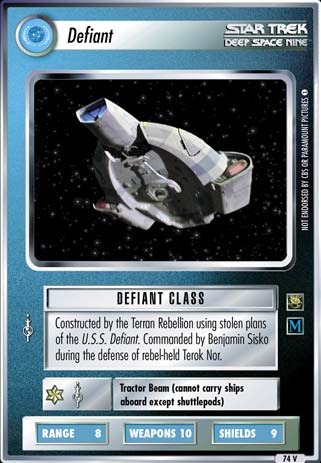 Defiant
STAR TREK
DEEP SPACE NINE
NOT ENDORSED BY CBS OR PARAMOUNT PICTURES
DEFIANT CLASS
Constructed by the Terran Rebellion using stolen plans
of the U.S.S. Defiant. Commanded by Benjamin Sisko
during the defense of rebel-held Terok Nor.
M
Tractor Beam (cannot carry ships
aboard except shuttlepods)
RANGE 8 WEAPONS 10 SHIELDS 9
74 V